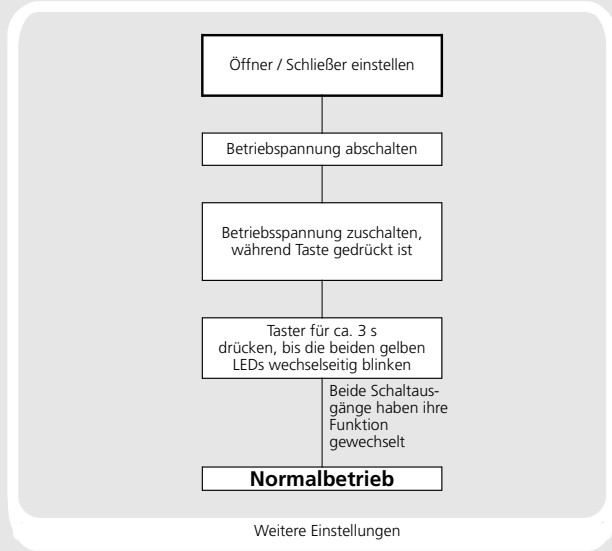 Öffner / Schließer einstellen
Betriebspannung abschalten
Betriebsspannung zuschalten,
während Taste gedrückt ist
Taster für ca. 3 s
drücken, bis die beiden gelben
LEDs wechselseitig blinken
Beide Schaltaus-
gänge haben ihre
Funktion
gewechselt
Normalbetrieb
Weitere Einstellungen